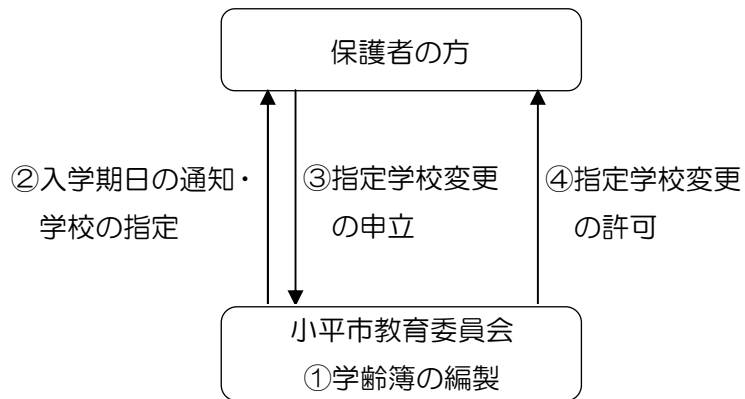 保護者の方
②入学期日の通知・
学校の指定
③指定学校変更
の申立
④指定学校変更
の許可
小平市教育委員会
①学齢簿の編製